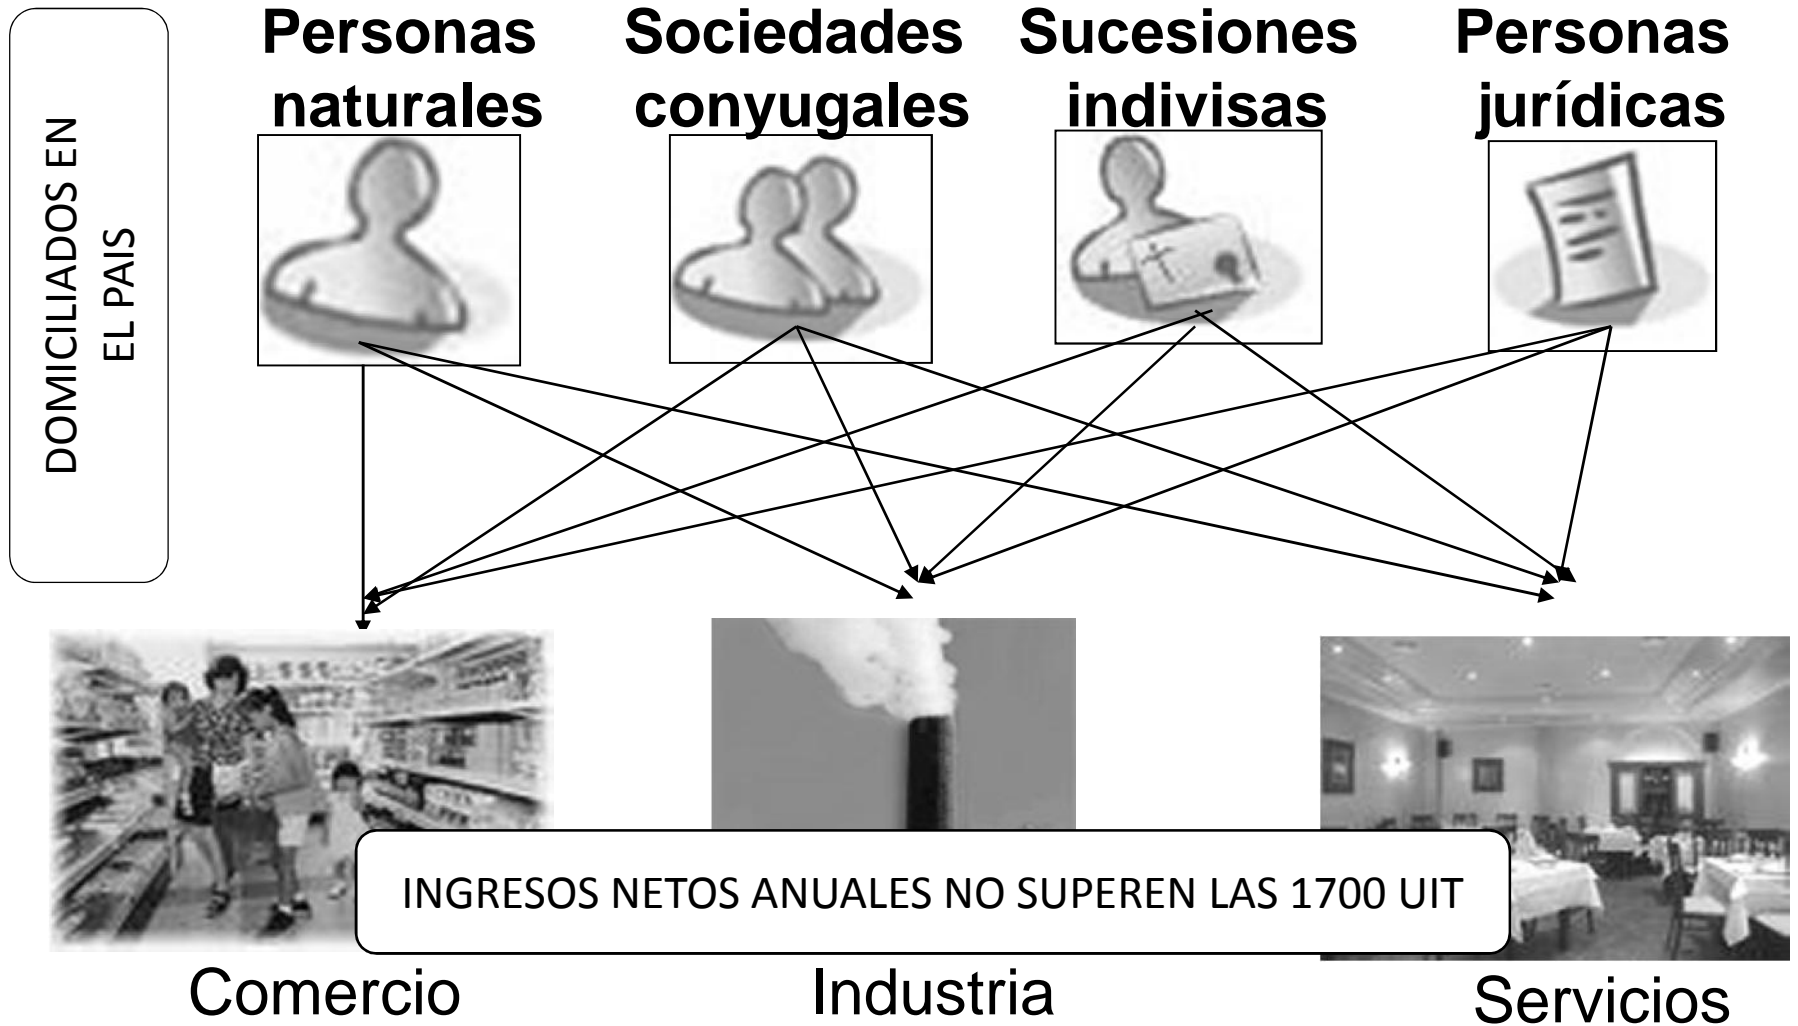 DOMICILIADOS EN
EL PAIS
Personas
naturales
Sociedades
conyugales
Sucesiones
indivisas
Personas
jurídicas
INGRESOS NETOS ANUALES NO SUPEREN LAS 1700 UIT
Comercio
Industria
Servicios